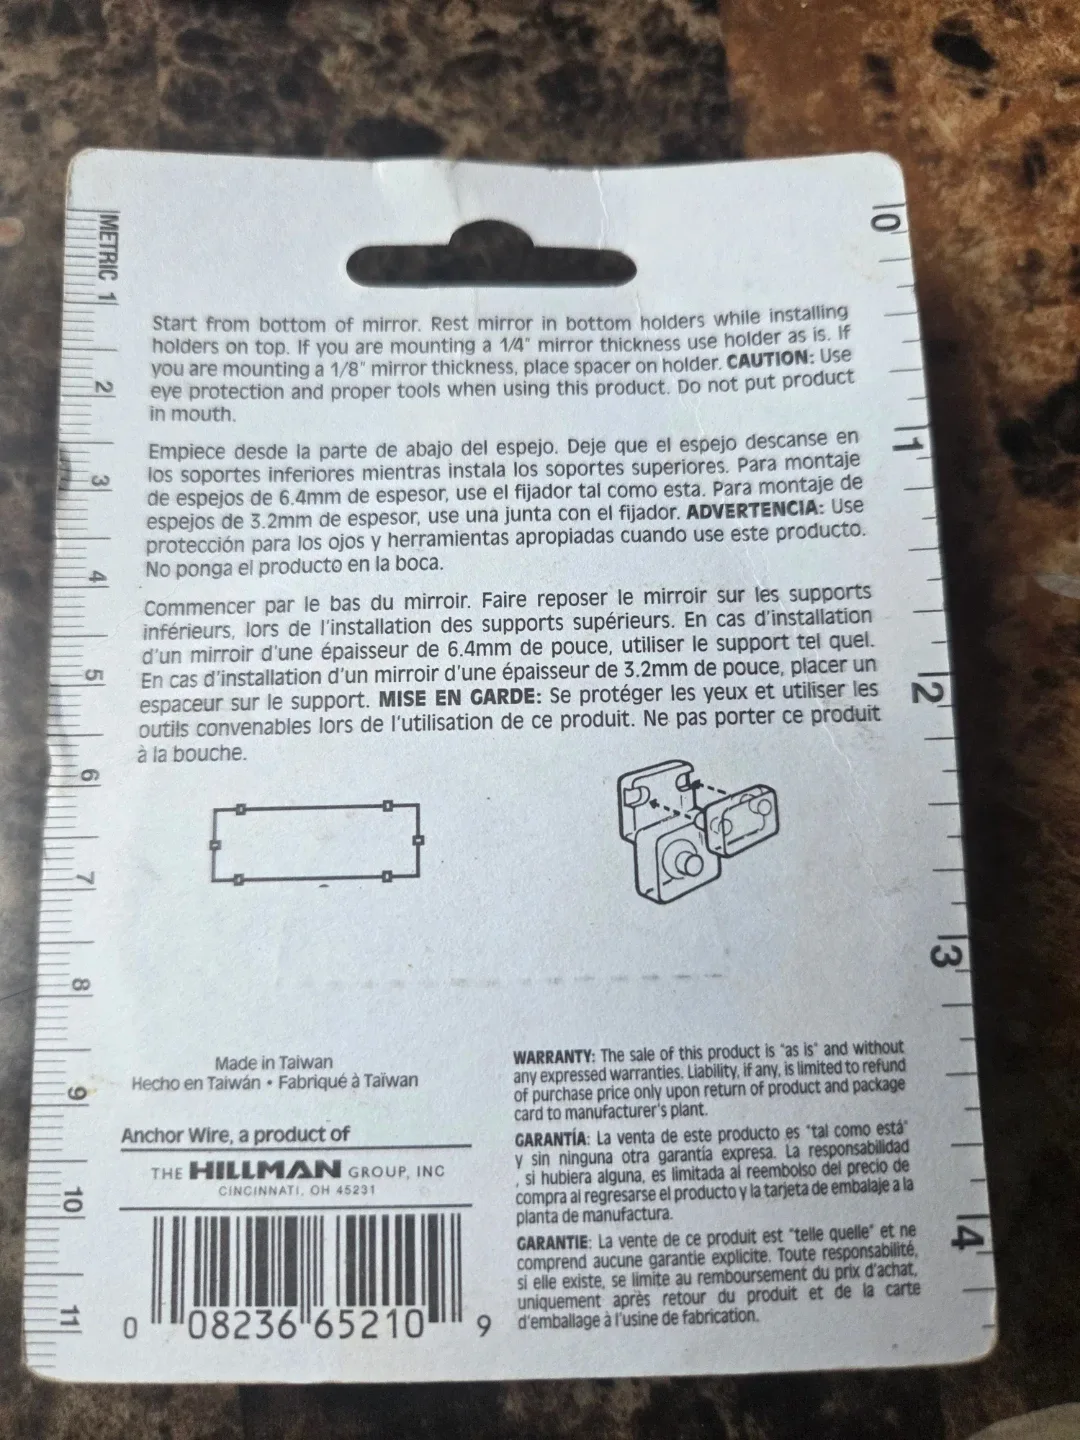 METRIC 1
2
3
4
5
6
7
8
9
10
11
0
1
2
3
4
Start from bottom of mirror. Rest mirror in bottom holders while installing
holders on top. If you are mounting a 1/4" mirror thickness use holder as is. If
you are mounting a 1/8" mirror thickness, place spacer on holder. CAUTION: Use
eye protection and proper tools when using this product. Do not put product
in mouth.
Empiece desde la parte de abajo del espejo. Deje que el espejo descanse en
los soportes inferiores mientras instala los soportes superiores. Para montaje
de espejos de 6.4mm de espesor, use el fijador tal como esta. Para montaje de
espejos de 3.2mm de espesor, use una junta con el fijador. ADVERTENCIA: Use
protección para los ojos y herramientas apropiadas cuando use este producto.
No ponga el producto en la boca.
Commencer par le bas du mirroir. Faire reposer le mirroir sur les supports
inférieurs, lors de l'installation des supports supérieurs. En cas d'installation
d'un mirroir d'une épaisseur de 6.4mm de pouce, utiliser le support tel quel.
En cas d'installation d'un mirroir d'une épaisseur de 3.2mm de pouce, placer un
espaceur sur le support. MISE EN GARDE: Se protéger les yeux et utiliser les
outils convenables lors de l'utilisation de ce produit. Ne pas porter ce produit
à la bouche.
Made in Taiwan
Hecho en Taiwán • Fabriqué à Taïwan
Anchor Wire, a product of
THE HILLMAN GROUP, INC
CINCINNATI, OH 45231
0 08236 65210 9
WARRANTY: The sale of this product is "as is" and without
any expressed warranties. Liability, if any, is limited to refund
of purchase price only upon return of product and package
card to manufacturer's plant.
GARANTÍA: La venta de este producto es "tal como está"
y sin ninguna otra garantía expresa. La responsabilidad
, si hubiera alguna, es limitada al reembolso del precio de
compra al regresarse el producto y la tarjeta de embalaje a la
planta de manufactura.
GARANTIE: La vente de ce produit est "telle quelle" et ne
comprend aucune garantie explicite. Toute responsabilité,
si elle existe, se limite au remboursement du prix d'achat,
uniquement après retour du produit et de la carte
d'emballage à l'usine de fabrication.